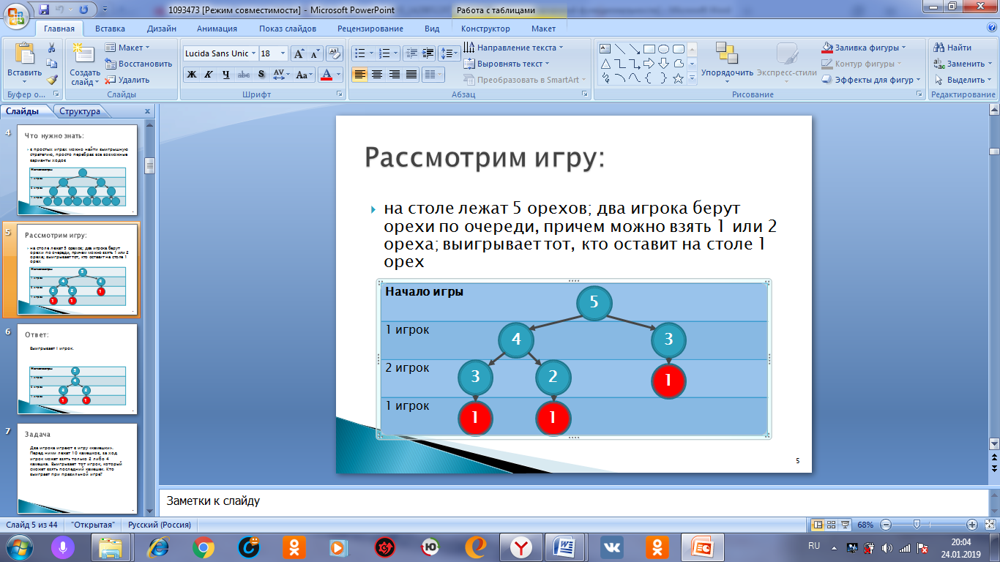 1093473 [Режим совместимости] - Microsoft PowerPoint
Работа с таблицами
Главная Вставка Дизайн Анимация Показ слайдов Рецензирование Вид Конструктор Макет
Вставить
Создать слайд
Макет
Восстановить
Удалить
Lucida Sans Unic 18
Ж К Ч abc S AV Aa А
Направление текста
Выровнять текст
Преобразовать в SmartArt
Упорядочить
Экспресс-стили
Заливка фигуры
Контур фигуры
Эффекты для фигур
Найти
Заменить
Выделить
Буфер о... Слайды Шрифт Абзац Рисование Редактирование
Слайды Структура x
4
Что нужно знать:
в простых играх можно найти выигрышную
стратегию, просто перебрав все возможные
варианты ходов
5
Рассмотрим игру:
на столе лежат 5 орехов; два игрока берут
орехи по очереди, причем можно взять 1 или 2
ореха; выигрывает тот, кто оставит на столе 1
орех
6
Ответ:
Выигрывает 1 игрок.
7
Задача
Два игрока играют в игру «камешки».
Перед ними лежат 10 камешков, за ход
игрок может взять только 2 либо 4
камешка. Выигрывает тот игрок, который
сможет взять последний камешек. Кто
выиграет при правильной игре?
Рассмотрим игру:
на столе лежат 5 орехов; два игрока берут
орехи по очереди, причем можно взять 1 или 2
ореха; выигрывает тот, кто оставит на столе 1
орех
Начало игры 5
1 игрок 4 3
2 игрок 3 2 1
1 игрок 1 1
5
Заметки к слайду
Слайд 5 из 44 "Открытая" Русский (Россия) 68%
RU 20:04
24.01.2019